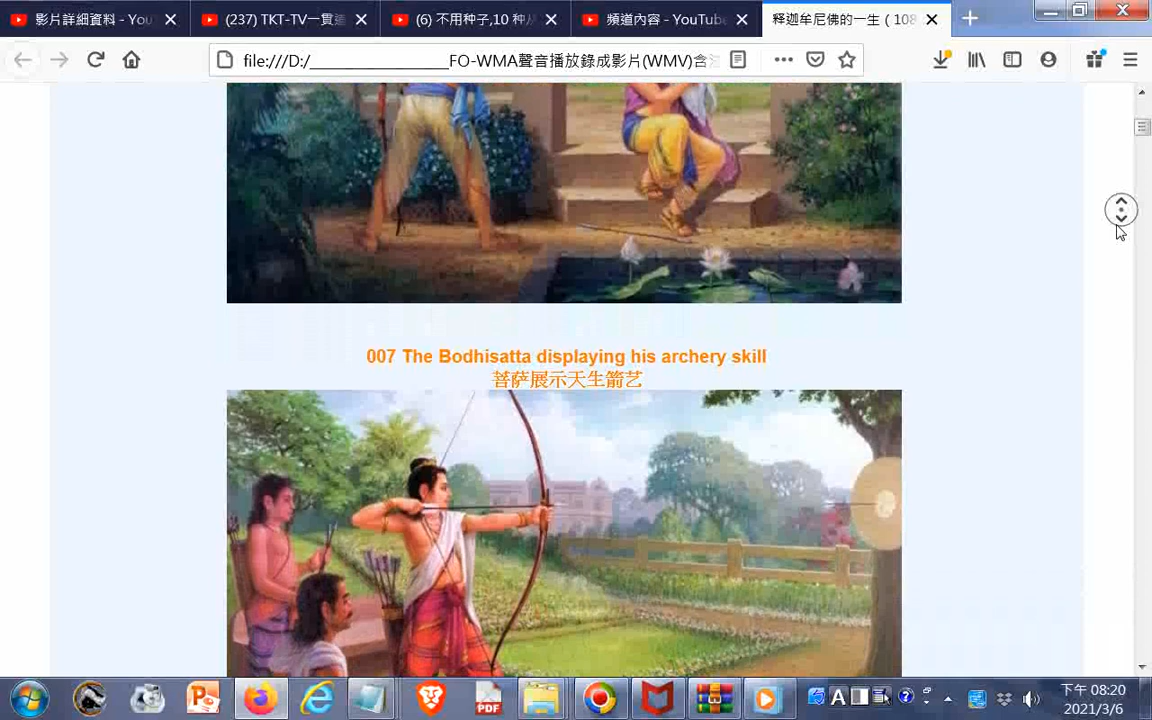 影片詳細資料 - You
(237) TKT-TV一貫道
(6) 不用种子,10 种从
頻道內容 - YouTube
释迦牟尼佛的一生（108
file:///D:/________________FO-WMA聲音播放錄成影片(WMV)含
007 The Bodhisatta displaying his archery skill
菩萨展示天生箭艺
PDF
A
下午 08:20
2021/3/6